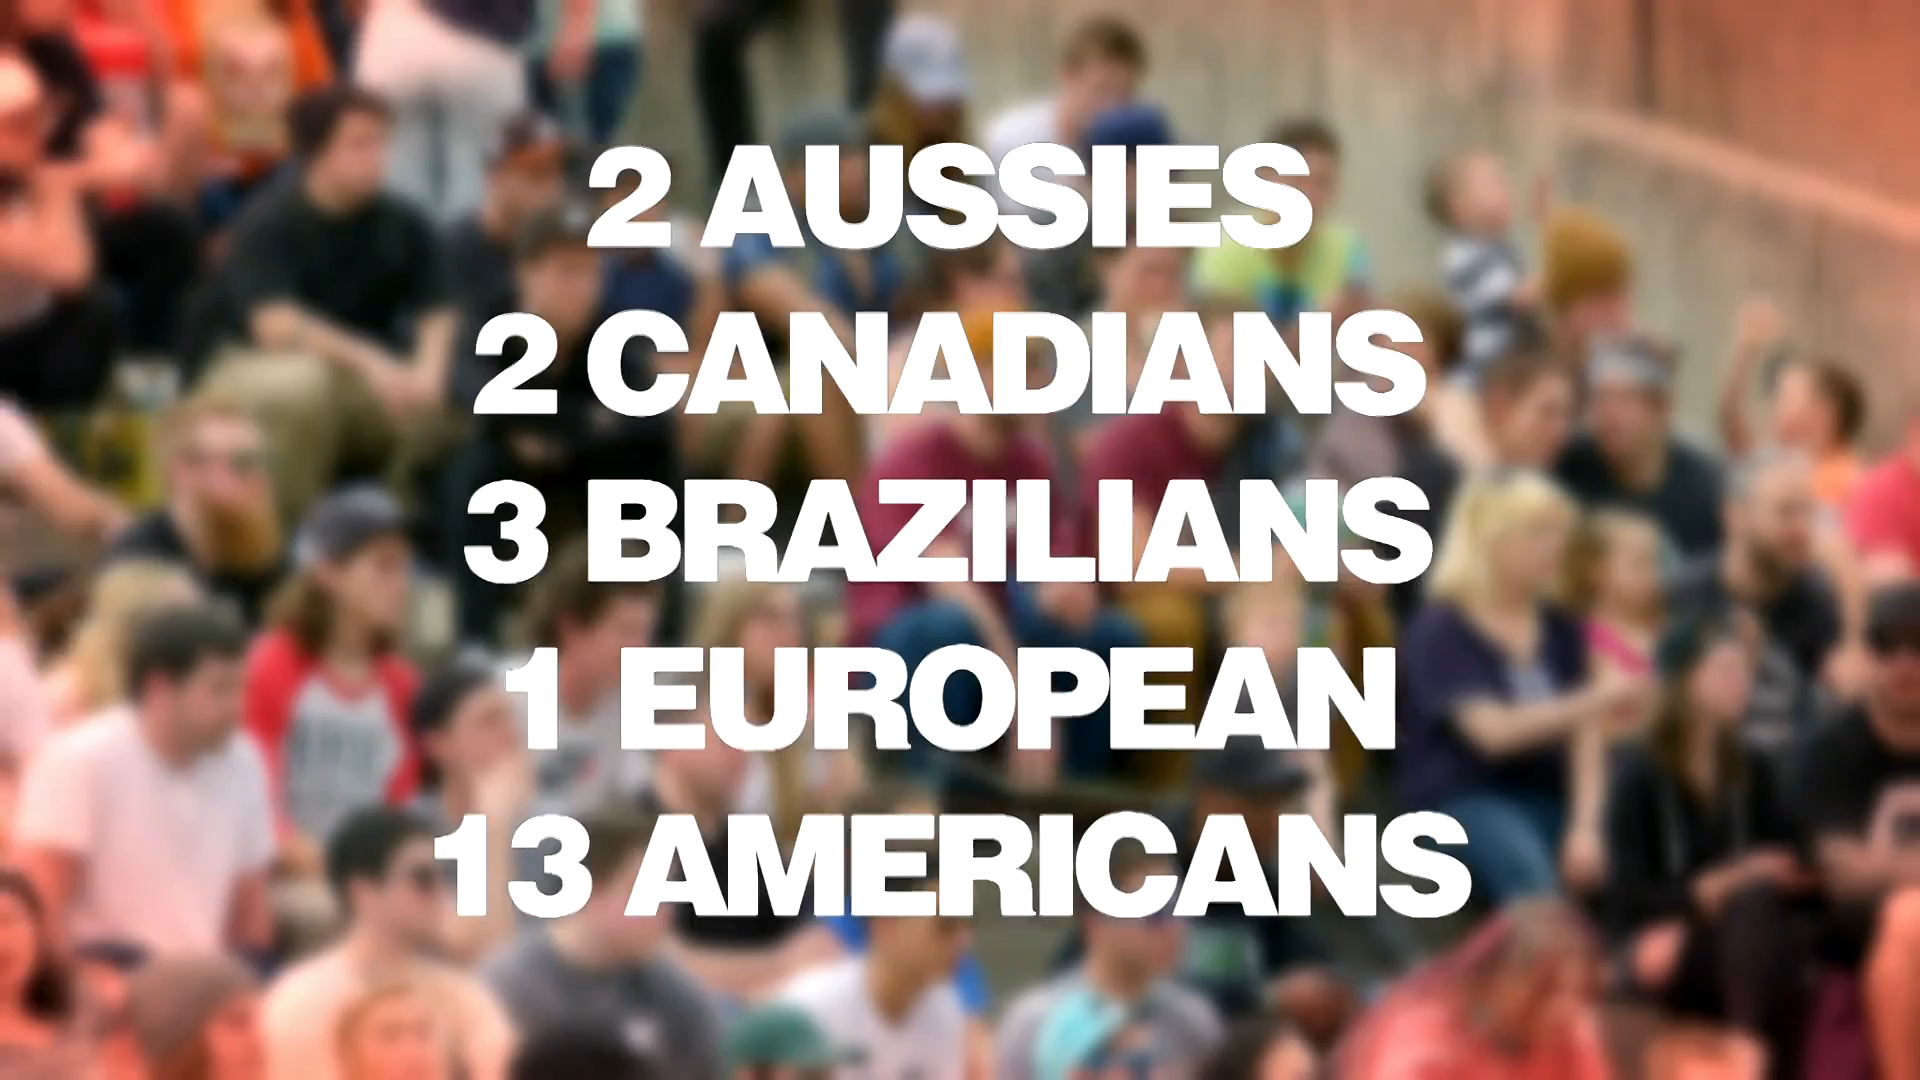 2 AUSSIES
2 CANADIANS
3 BRAZILIANS
1 EUROPEAN
13 AMERICANS